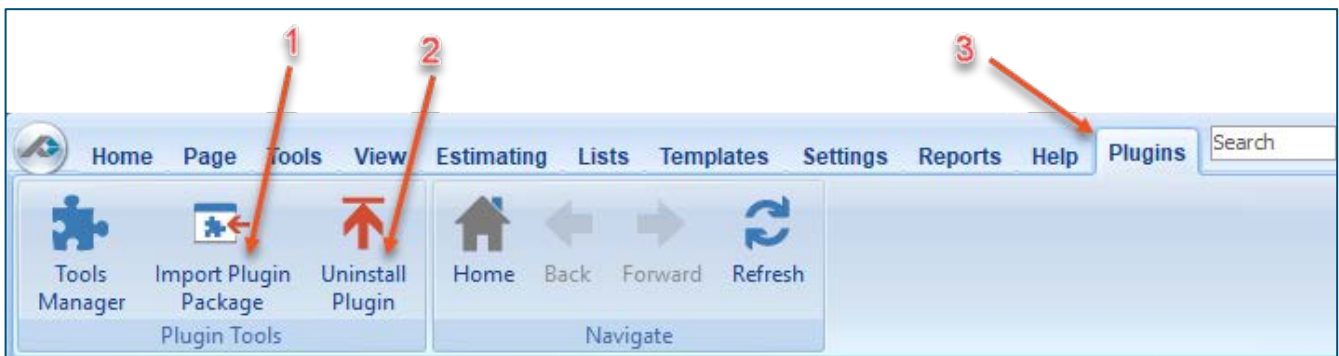 1 2 3
Home Page Tools View Estimating Lists Templates Settings Reports Help Plugins Search
Tools Manager
Import Plugin Package
Uninstall Plugin
Home Back Forward Refresh
Plugin Tools
Navigate